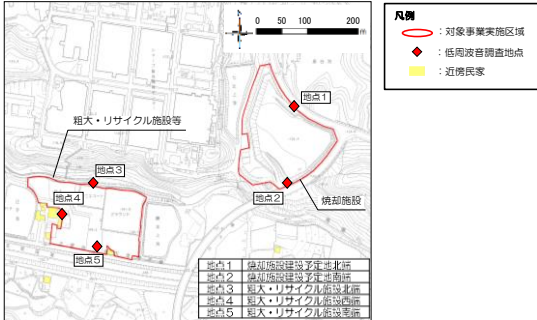 0 50 100 200
m
凡例
：対象事業実施区域
：低周波音調査地点
：近傍民家
地点1
粗大・リサイクル施設等
地点3
地点2
焼却施設
地点4
地点5
地点1 焼却施設建設予定地北端
地点2 焼却施設建設予定地南端
地点3 粗大・リサイクル施設北端
地点4 粗大・リサイクル施設西端
地点5 粗大・リサイクル施設南端